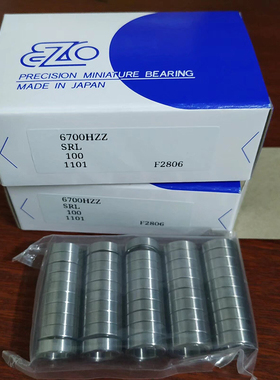 EZO
PRECISION MINIATURE BEARING
MADE IN JAPAN
6700HZZ
SRL
100
1101 F2806
6700HZZ
SRL
100
1101 F2806